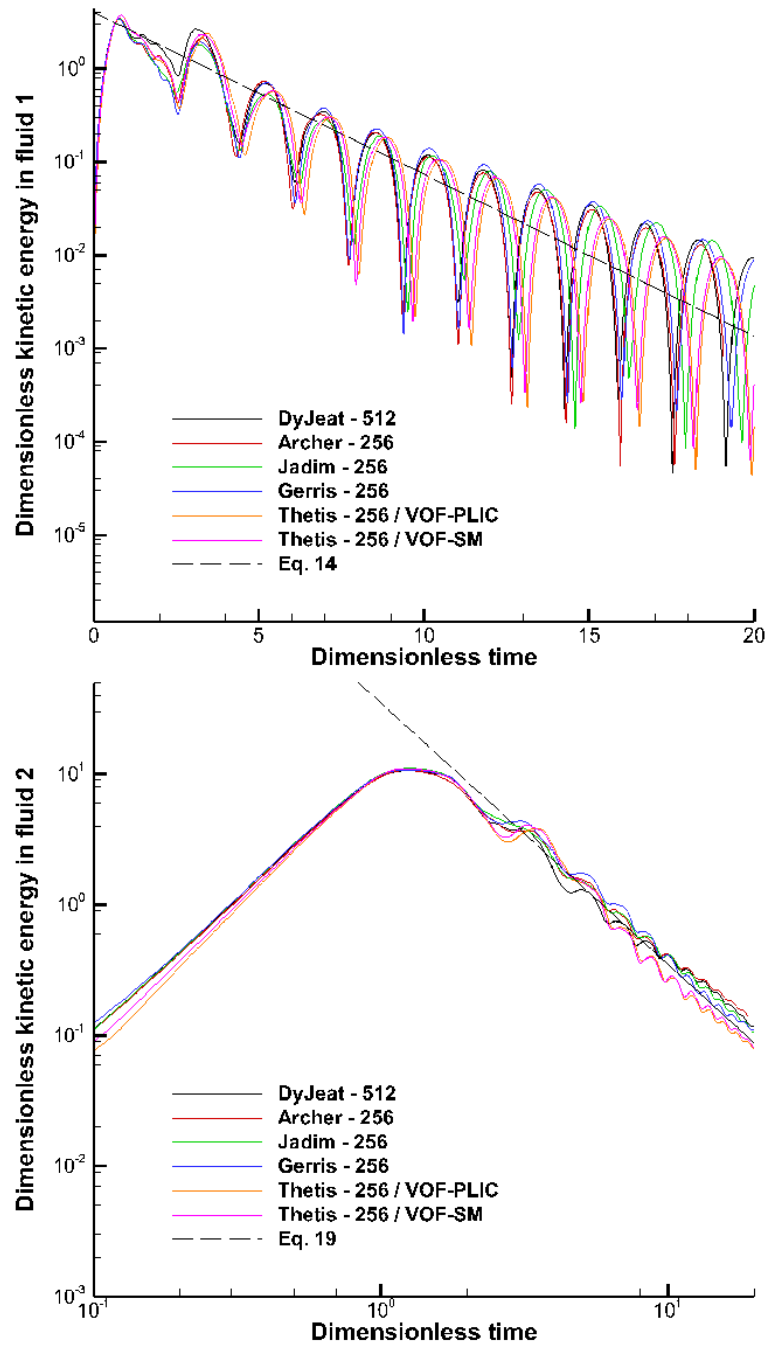 Dimensionless kinetic energy in fluid 1
10^0
10^-1
10^-2
10^-3
10^-4
10^-5
DyJeat - 512
Archer - 256
Jadim - 256
Gerris - 256
Thetis - 256 / VOF-PLIC
Thetis - 256 / VOF-SM
Eq. 14
0 5 10 15 20
Dimensionless time
Dimensionless kinetic energy in fluid 2
10^1
10^0
10^-1
10^-2
10^-3
DyJeat - 512
Archer - 256
Jadim - 256
Gerris - 256
Thetis - 256 / VOF-PLIC
Thetis - 256 / VOF-SM
Eq. 19
10^-1 10^0 10^1
Dimensionless time